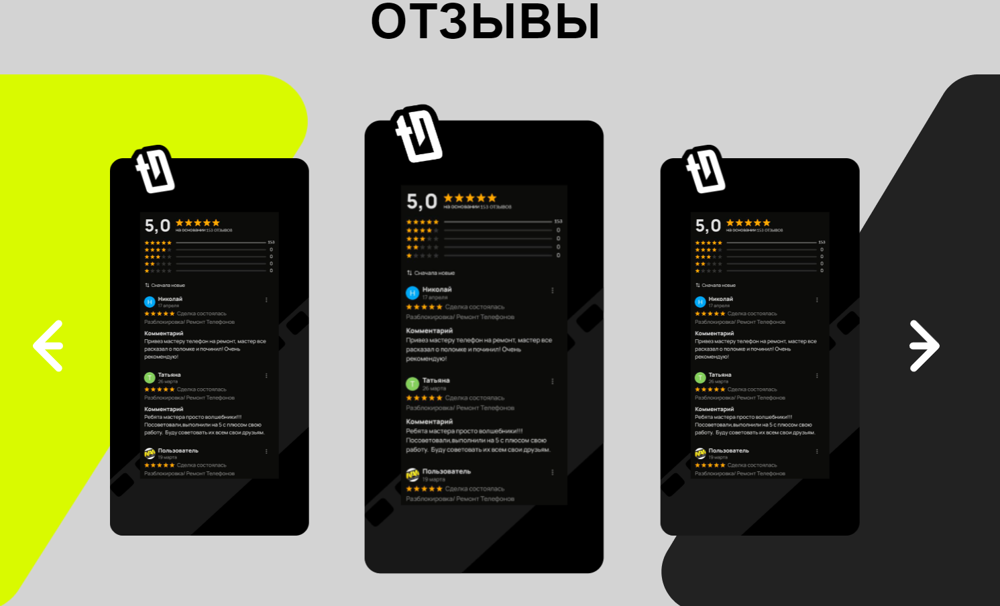 ОТЗЫВЫ
5,0
на основании 153 отзывов
153
0
0
0
0
Сначала новые
Н
Николай
17 апреля
Сделка состоялась
Разблокировка/ Ремонт Телефонов
Комментарий
Привез мастеру телефон на ремонт, мастер все
расказал о поломке и починил! Очень
рекомендую!
Т
Татьяна
26 марта
Сделка состоялась
Разблокировка/ Ремонт Телефонов
Комментарий
Ребята мастера просто волшебники!!!
Посоветовали,выполнили на 5 с плюсом свою
работу. Буду советовать их всем свои друзьям.
Пользователь
19 марта
Сделка состоялась
Разблокировка/ Ремонт Телефонов
5,0
на основании 153 отзывов
153
0
0
0
0
Сначала новые
Н
Николай
17 апреля
Сделка состоялась
Разблокировка/ Ремонт Телефонов
Комментарий
Привез мастеру телефон на ремонт, мастер все
расказал о поломке и починил! Очень
рекомендую!
Т
Татьяна
26 марта
Сделка состоялась
Разблокировка/ Ремонт Телефонов
Комментарий
Ребята мастера просто волшебники!!!
Посоветовали,выполнили на 5 с плюсом свою
работу. Буду советовать их всем свои друзьям.
Пользователь
19 марта
Сделка состоялась
Разблокировка/ Ремонт Телефонов
5,0
на основании 153 отзывов
153
0
0
0
0
Сначала новые
Н
Николай
17 апреля
Сделка состоялась
Разблокировка/ Ремонт Телефонов
Комментарий
Привез мастеру телефон на ремонт, мастер все
расказал о поломке и починил! Очень
рекомендую!
Т
Татьяна
26 марта
Сделка состоялась
Разблокировка/ Ремонт Телефонов
Комментарий
Ребята мастера просто волшебники!!!
Посоветовали,выполнили на 5 с плюсом свою
работу. Буду советовать их всем свои друзьям.
Пользователь
19 марта
Сделка состоялась
Разблокировка/ Ремонт Телефонов